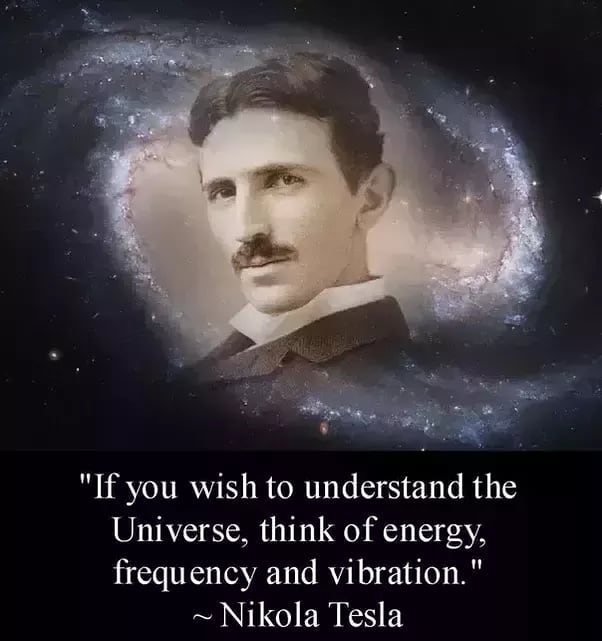 "If you wish to understand the
Universe, think of energy,
frequency and vibration."
~ Nikola Tesla